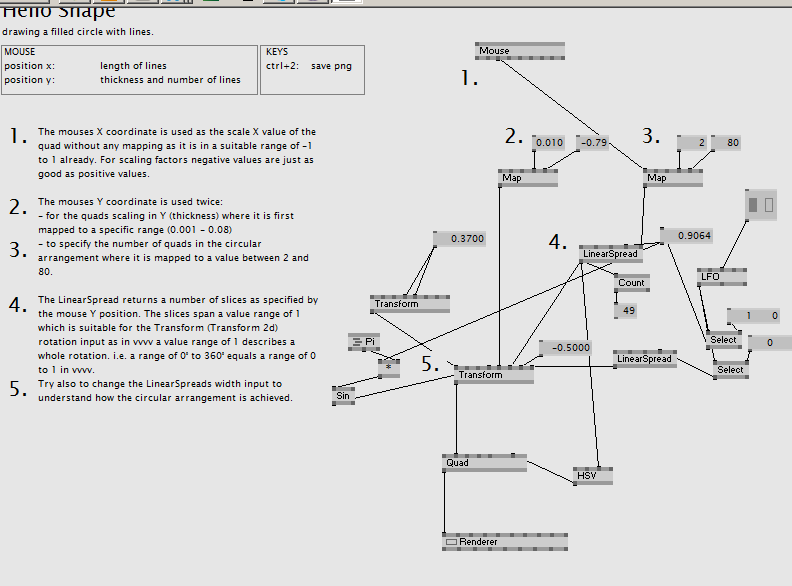 Hello Shape
drawing a filled circle with lines.
MOUSE
position x: length of lines
position y: thickness and number of lines
KEYS
ctrl+2: save png
1. The mouses X coordinate is used as the scale X value of the
quad without any mapping as it is in a suitable range of -1
to 1 already. For scaling factors negative values are just as
good as positive values.
2. The mouses Y coordinate is used twice:
- for the quads scaling in Y (thickness) where it is first
mapped to a specific range (0.001 - 0.08)
3. - to specify the number of quads in the circular
arrangement where it is mapped to a value between 2 and
80.
4. The LinearSpread returns a number of slices as specified by
the mouse Y position. The slices span a value range of 1
which is suitable for the Transform (Transform 2d)
rotation input as in vvvv a value range of 1 describes a
whole rotation. i.e. a range of 0° to 360° equals a range of 0
to 1 in vvvv.
5. Try also to change the LinearSpreads width input to
understand how the circular arrangement is achieved.
Mouse
1.
2. 0.010 -0.79 3. 2 80
Map Map
0.3700 4. 0.9064
LinearSpread
LFO
Count
Transform
49
1 0
Pi
Select 0
-0.5000
LinearSpread
* 5. Transform
Select
Sin
Quad
HSV
Renderer